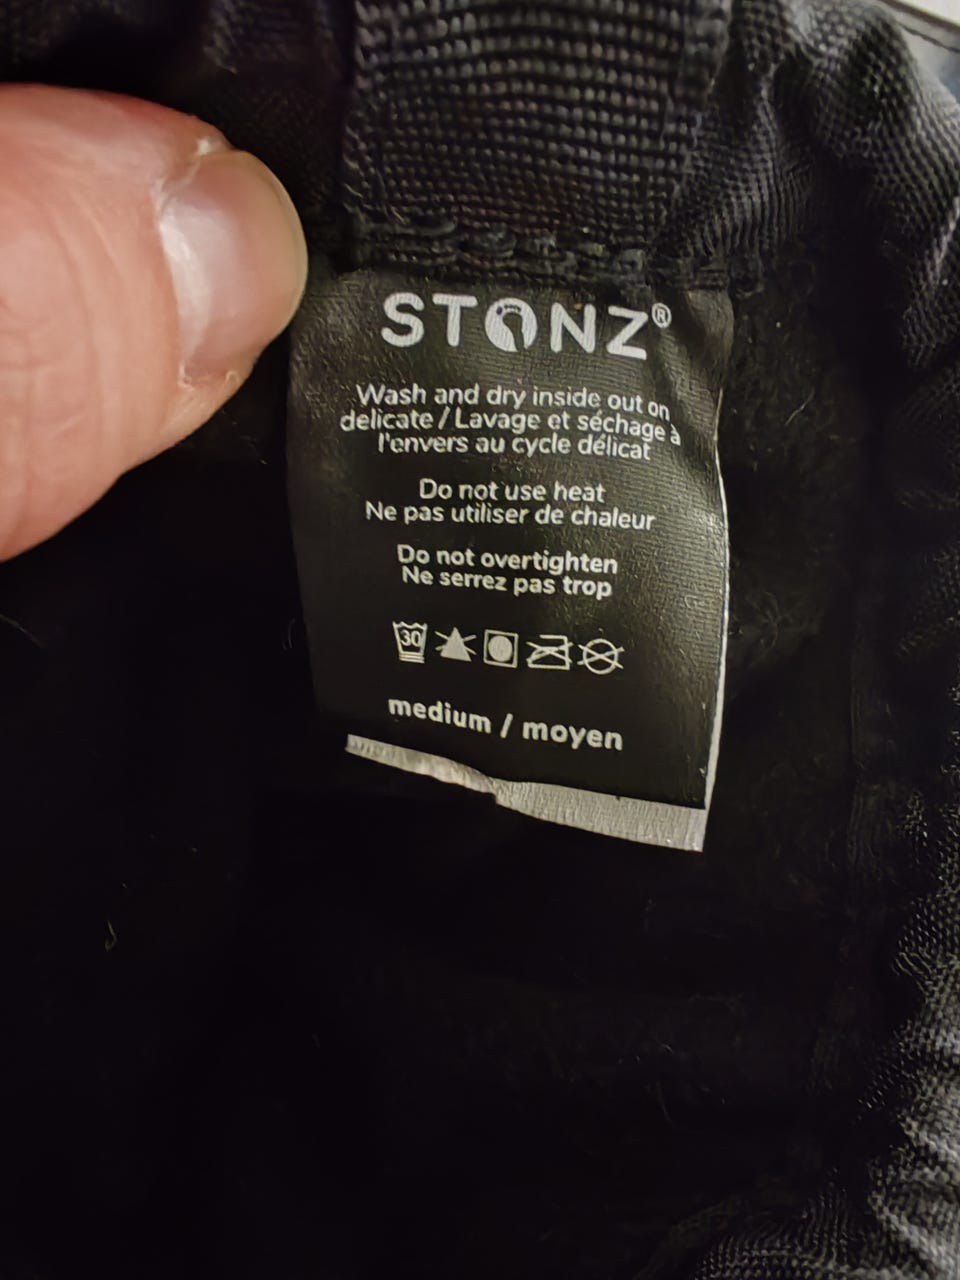 STONZ®
Wash and dry inside out on
delicate / Lavage et séchage à
l'envers au cycle délicat
Do not use heat
Ne pas utiliser de chaleur
Do not overtighten
Ne serrez pas trop
30
medium / moyen